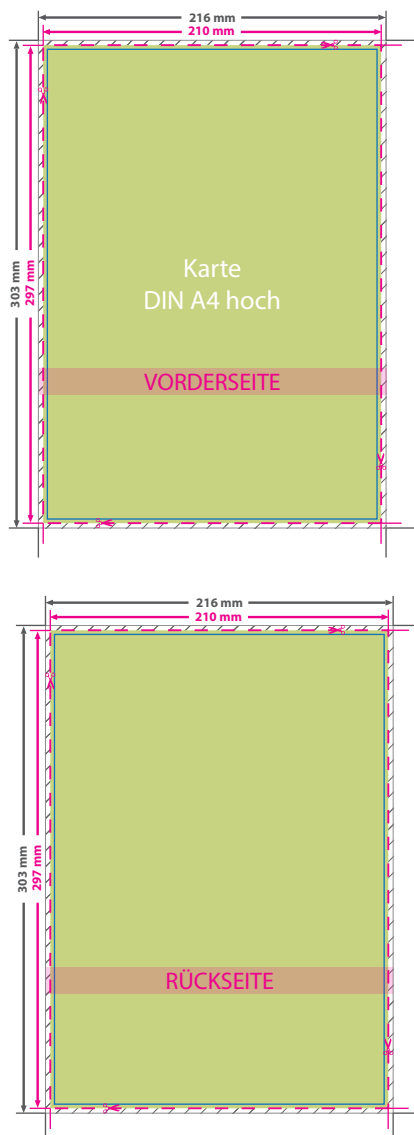 216 mm
210 mm
303 mm
297 mm
Karte
DIN A4 hoch
VORDERSEITE
216 mm
210 mm
303 mm
297 mm
RÜCKSEITE